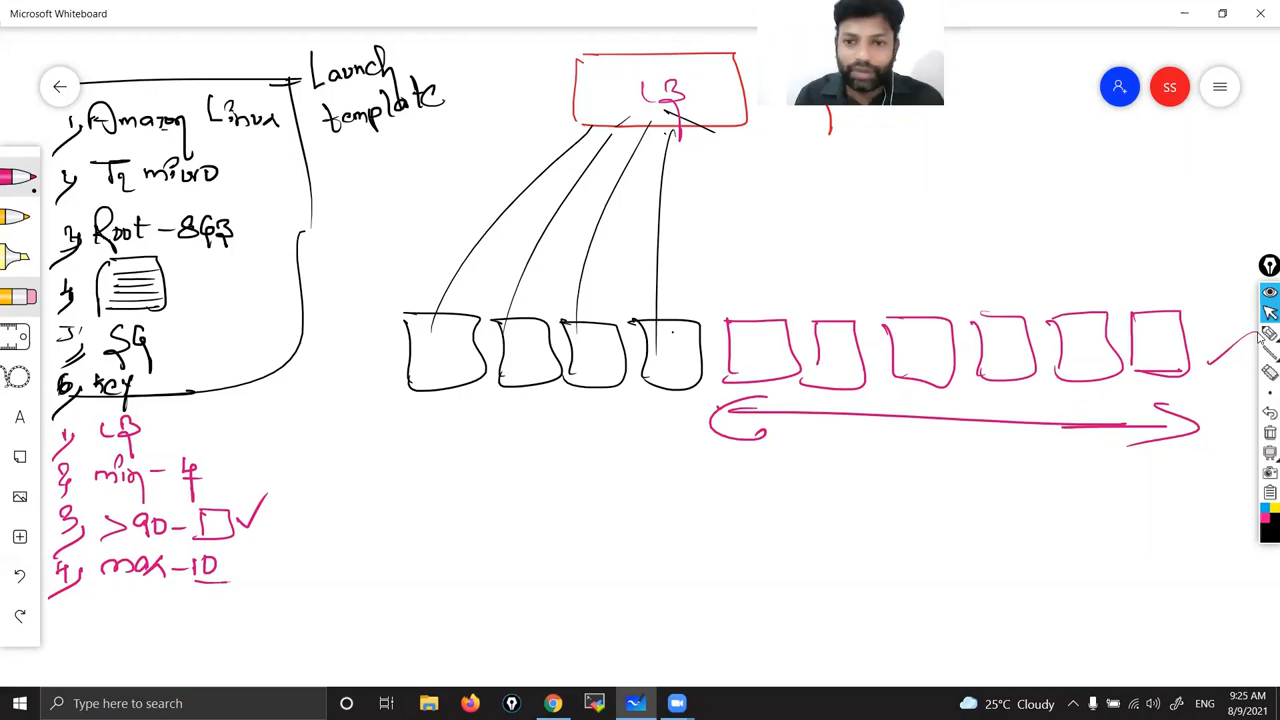 Microsoft Whiteboard
Launch
template
1, Amazon Linux
2, T2 micro
3, Root - 8GB
4,
5, SG
6, key
1, LB
2, min - 4
3, >90 -
4, max - 10
LB
SS
A
Type here to search
25°C Cloudy
ENG
9:25 AM
8/9/2021